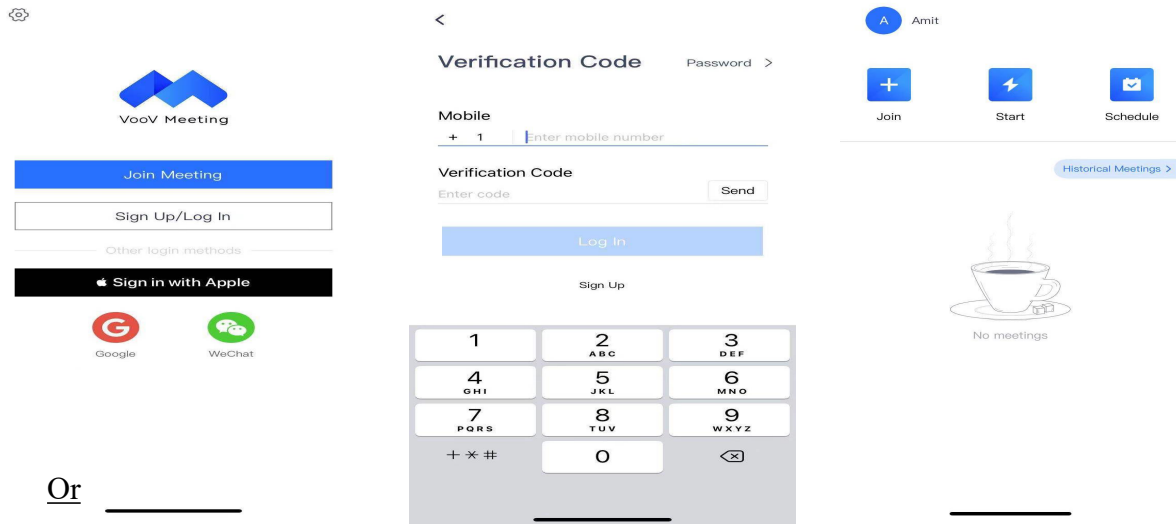 VooV Meeting
Join Meeting
Sign Up/Log In
Other login methods
Sign in with Apple
G
Google
WeChat
Or
Verification Code
Password >
Mobile
+ 1
Enter mobile number
Verification Code
Enter code
Send
Log In
Sign Up
1
2
ABC
3
DEF
4
GHI
5
JKL
6
MNO
7
PQRS
8
TUV
9
WXYZ
+ * #
0
A
Amit
Join
Start
Schedule
Historical Meetings >
No meetings